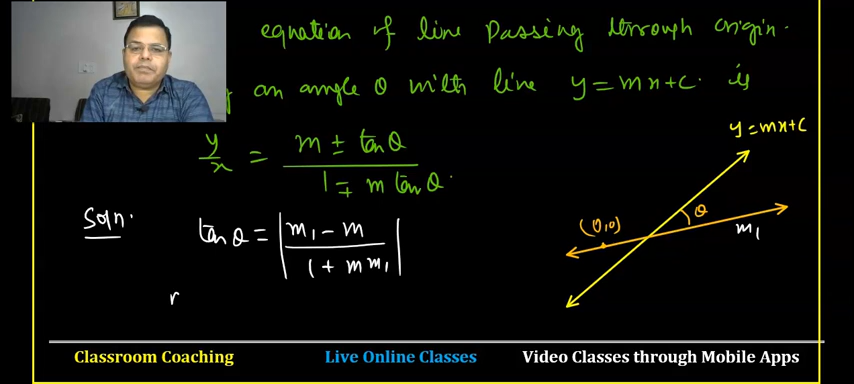 equation of line Passing through origin.
an angle θ with line y = mx + c. is
y/x = (m ± tanθ)/(1 ∓ m tanθ).
y = mx + c
Soln.
tanθ = |(m₁ - m)/(1 + m m₁)|
θ
(0,0)
m₁
Classroom Coaching
Live Online Classes
Video Classes through Mobile Apps